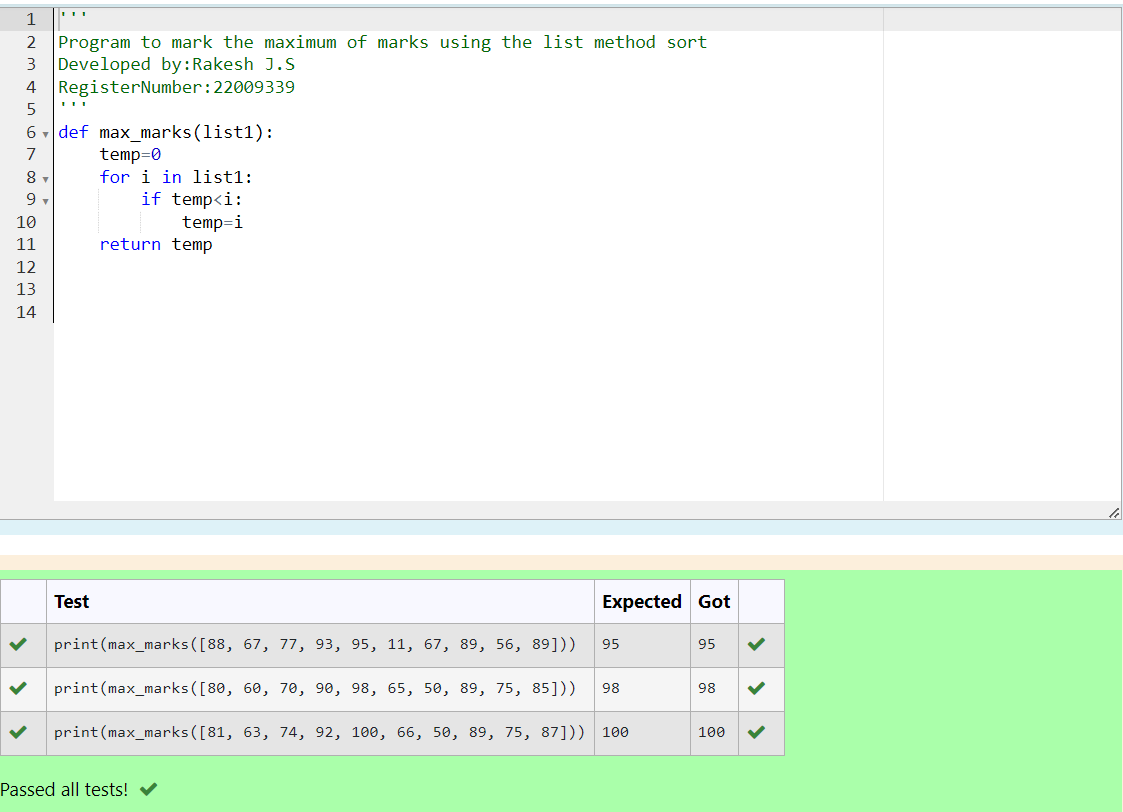 1 '''
2 Program to mark the maximum of marks using the list method sort
3 Developed by:Rakesh J.S
4 RegisterNumber:22009339
5 '''
6 def max_marks(list1):
7     temp=0
8     for i in list1:
9         if temp<i:
10             temp=i
11     return temp
12
13
14
Test Expected Got
print(max_marks([88, 67, 77, 93, 95, 11, 67, 89, 56, 89])) 95 95
print(max_marks([80, 60, 70, 90, 98, 65, 50, 89, 75, 85])) 98 98
print(max_marks([81, 63, 74, 92, 100, 66, 50, 89, 75, 87])) 100 100
Passed all tests!